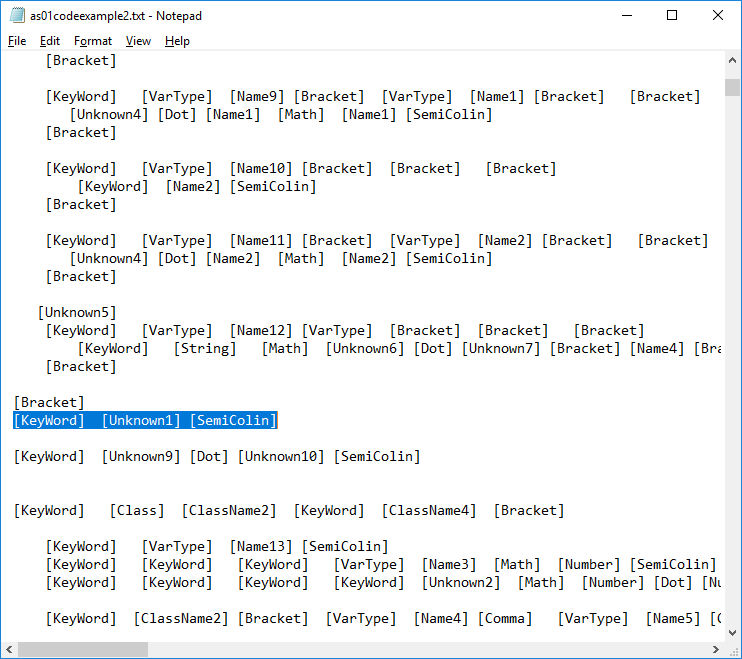 as01codeexample2.txt - Notepad
File Edit Format View Help
[Bracket]
[KeyWord] [VarType] [Name9] [Bracket] [VarType] [Name1] [Bracket] [Bracket]
[Unknown4] [Dot] [Name1] [Math] [Name1] [SemiColin]
[Bracket]
[KeyWord] [VarType] [Name10] [Bracket] [Bracket] [Bracket]
[KeyWord] [Name2] [SemiColin]
[Bracket]
[KeyWord] [VarType] [Name11] [Bracket] [VarType] [Name2] [Bracket] [Bracket]
[Unknown4] [Dot] [Name2] [Math] [Name2] [SemiColin]
[Bracket]
[Unknown5]
[KeyWord] [VarType] [Name12] [VarType] [Bracket] [Bracket] [Bracket]
[KeyWord] [String] [Math] [Unknown6] [Dot] [Unknown7] [Bracket] [Name4] [Bra
[Bracket]
[Bracket]
[KeyWord] [Unknown1] [SemiColin]
[KeyWord] [Unknown9] [Dot] [Unknown10] [SemiColin]
[KeyWord] [Class] [ClassName2] [KeyWord] [ClassName4] [Bracket]
[KeyWord] [VarType] [Name13] [SemiColin]
[KeyWord] [KeyWord] [KeyWord] [VarType] [Name3] [Math] [Number] [SemiColin]
[KeyWord] [KeyWord] [KeyWord] [KeyWord] [Unknown2] [Math] [Number] [Dot] [Nu
[KeyWord] [ClassName2] [Bracket] [VarType] [Name4] [Comma] [VarType] [Name5] [C